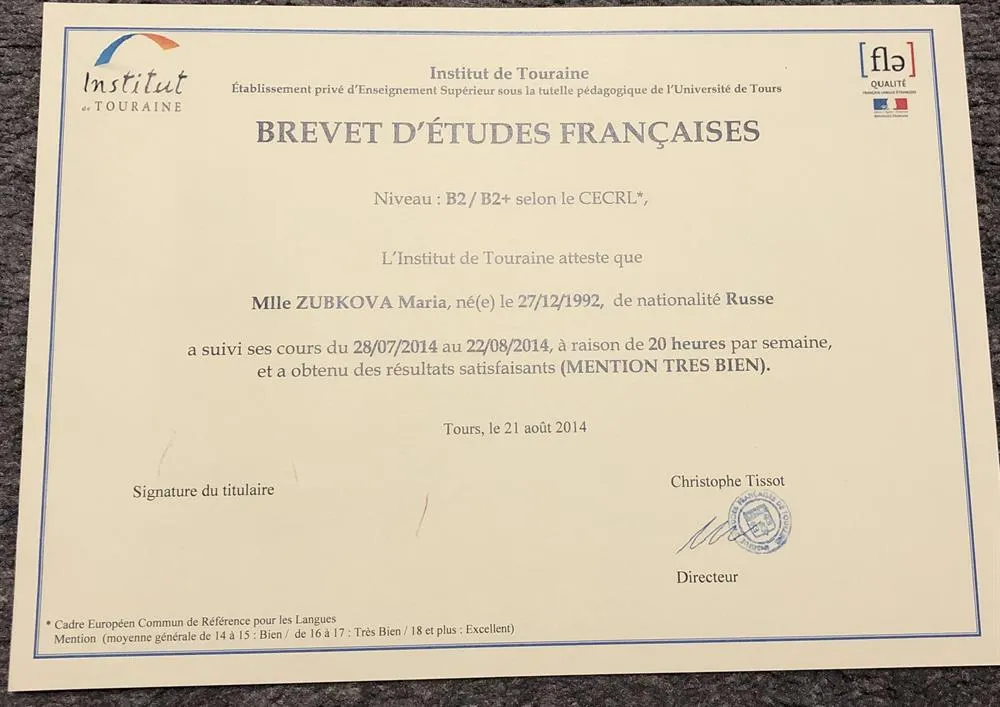 Institut
de TOURAINE
[flə]
QUALITÉ
FRANÇAIS LANGUE ÉTRANGÈRE
Institut de Touraine
Établissement privé d'Enseignement Supérieur sous la tutelle pédagogique de l'Université de Tours
BREVET D'ÉTUDES FRANÇAISES
Niveau : B2 / B2+ selon le CECRL*,
L'Institut de Touraine atteste que
Mlle ZUBKOVA Maria, né(e) le 27/12/1992, de nationalité Russe
a suivi ses cours du 28/07/2014 au 22/08/2014, à raison de 20 heures par semaine,
et a obtenu des résultats satisfaisants (MENTION TRES BIEN).
Tours, le 21 août 2014
Signature du titulaire
Christophe Tissot
Directeur
* Cadre Européen Commun de Référence pour les Langues
Mention (moyenne générale de 14 à 15 : Bien / de 16 à 17 : Très Bien / 18 et plus : Excellent)